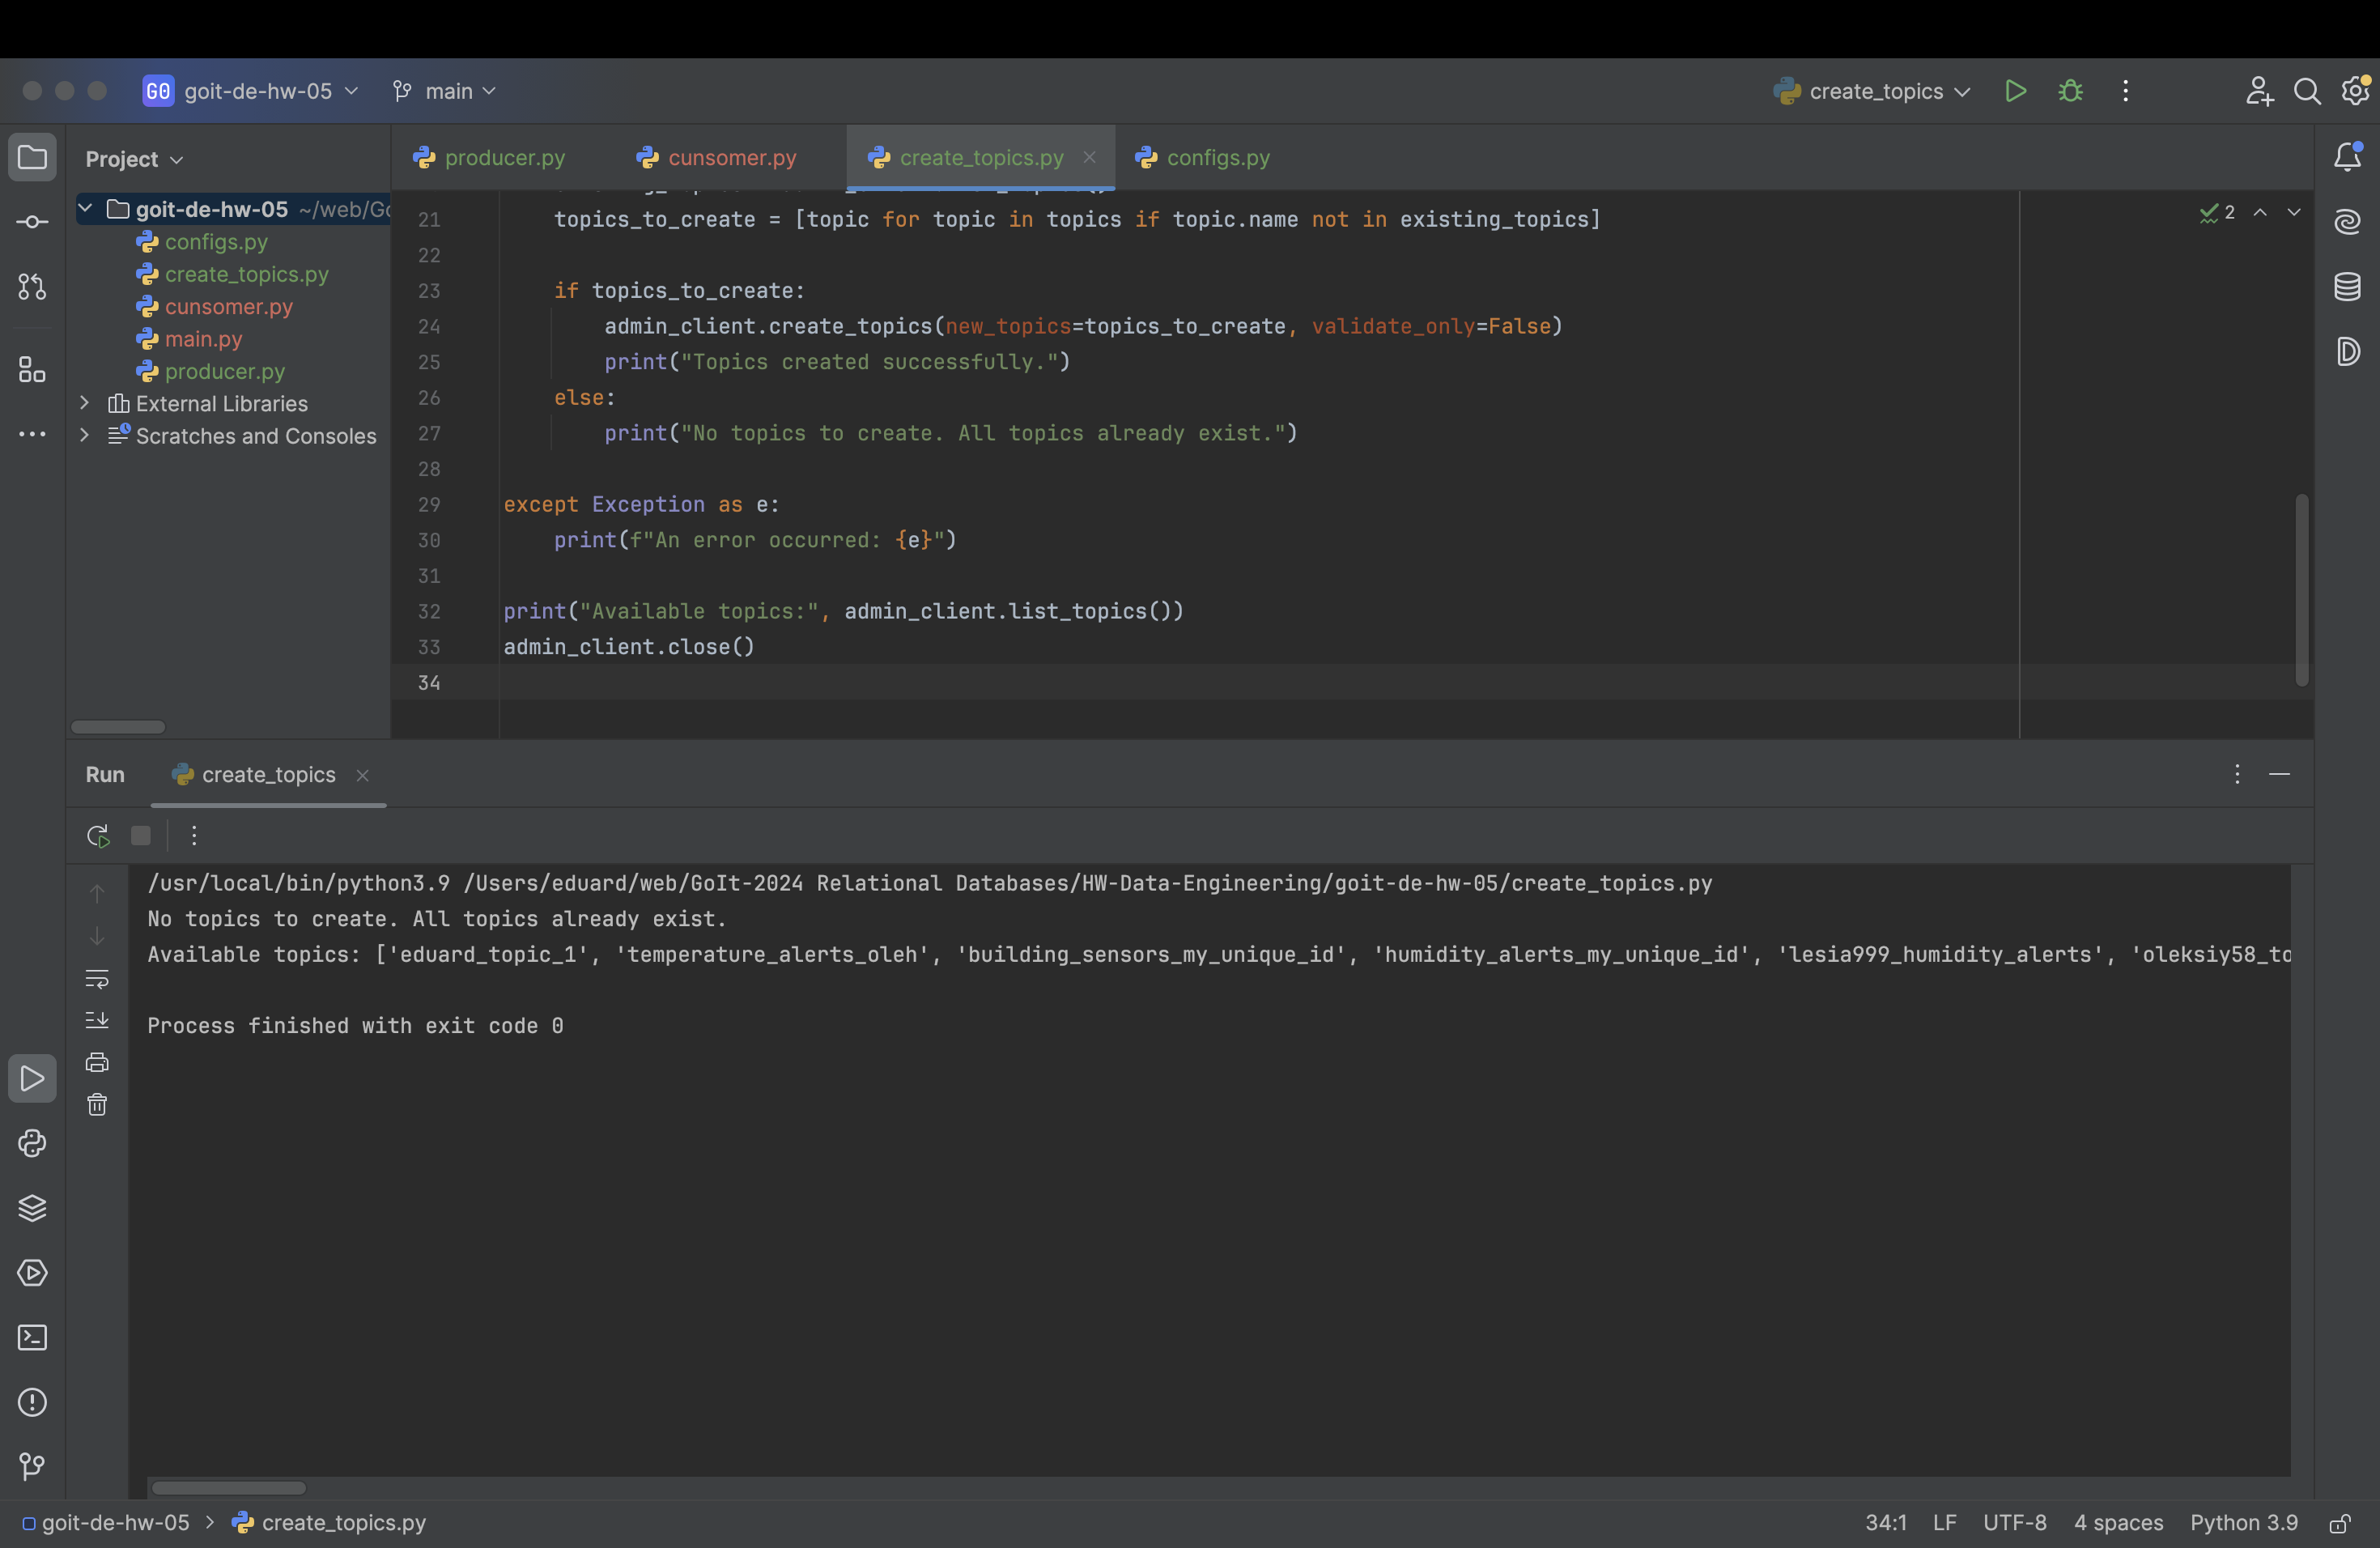 GO goit-de-hw-05 main create_topics
Project
producer.py cunsomer.py create_topics.py configs.py
goit-de-hw-05 ~/web/Go
configs.py
create_topics.py
cunsomer.py
main.py
producer.py
External Libraries
Scratches and Consoles
21 topics_to_create = [topic for topic in topics if topic.name not in existing_topics]
2
22
23 if topics_to_create:
24 admin_client.create_topics(new_topics=topics_to_create, validate_only=False)
25 print("Topics created successfully.")
26 else:
27 print("No topics to create. All topics already exist.")
28
29 except Exception as e:
30 print(f"An error occurred: {e}")
31
32 print("Available topics:", admin_client.list_topics())
33 admin_client.close()
34
Run create_topics
/usr/local/bin/python3.9 /Users/eduard/web/GoIt-2024 Relational Databases/HW-Data-Engineering/goit-de-hw-05/create_topics.py
No topics to create. All topics already exist.
Available topics: ['eduard_topic_1', 'temperature_alerts_oleh', 'building_sensors_my_unique_id', 'humidity_alerts_my_unique_id', 'lesia999_humidity_alerts', 'oleksiy58_to
Process finished with exit code 0
goit-de-hw-05 > create_topics.py
34:1 LF UTF-8 4 spaces Python 3.9